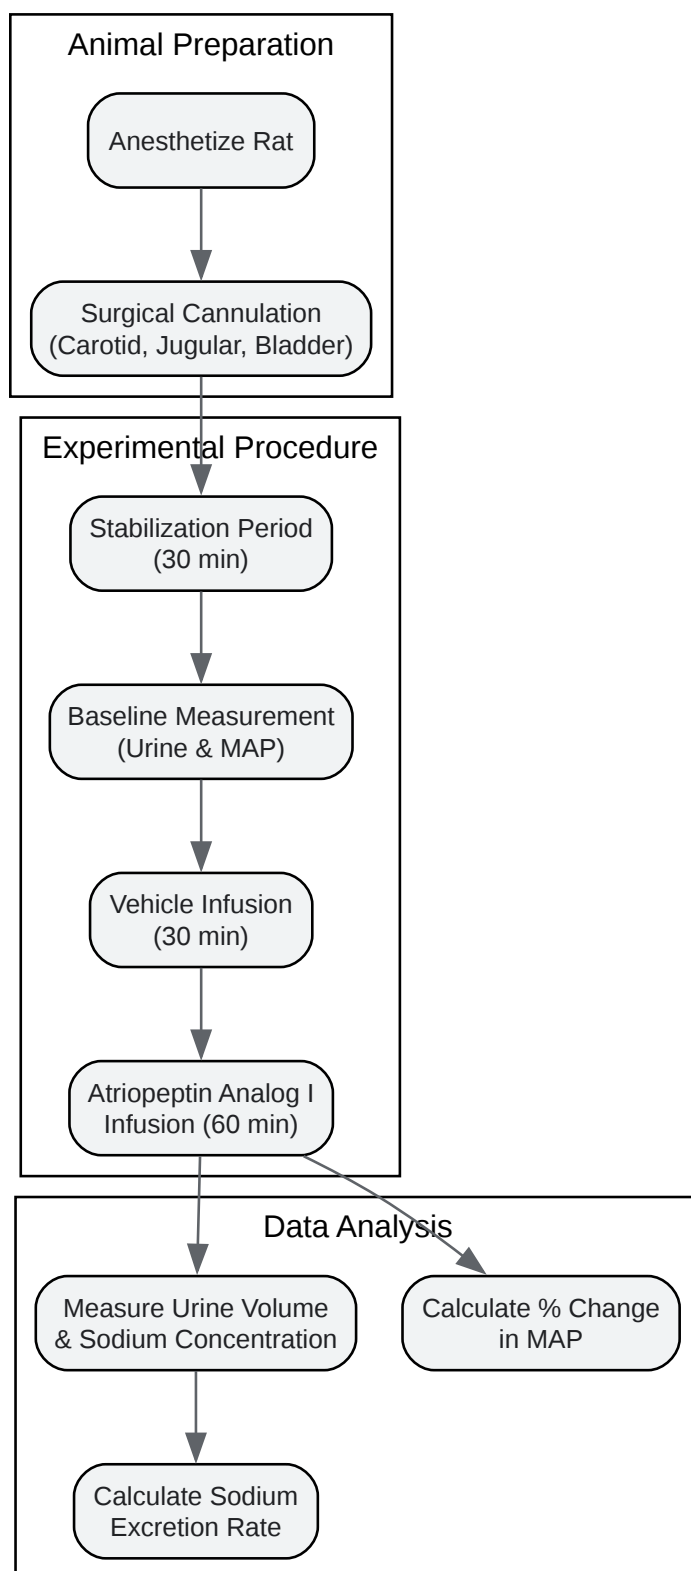 Animal Preparation
Anesthetize Rat
Surgical Cannulation
(Carotid, Jugular, Bladder)
Experimental Procedure
Stabilization Period
(30 min)
Baseline Measurement
(Urine & MAP)
Vehicle Infusion
(30 min)
Atriopeptin Analog I
Infusion (60 min)
Data Analysis
Measure Urine Volume
& Sodium Concentration
Calculate % Change
in MAP
Calculate Sodium
Excretion Rate